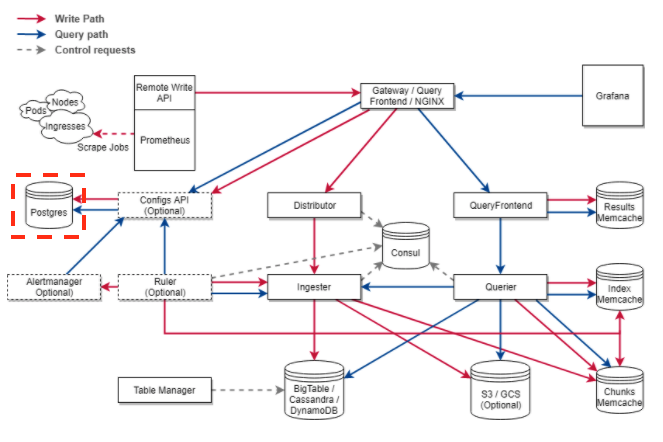 Write Path
Query path
Control requests
Remote Write
API
Gateway / Query
Frontend / NGINX
Grafana
Nodes
Pods
Ingresses
Prometheus
Scrape Jobs
Postgres
Configs API
(Optional)
Distributor
QueryFrontend
Results
Memcache
Consul
Alertmanager
Optional)
Ruler
(Optional)
Ingester
Querier
Index
Memcache
Table Manager
BigTable /
Cassandra /
DynamoDB
S3 / GCS
(Optional)
Chunks
Memcache